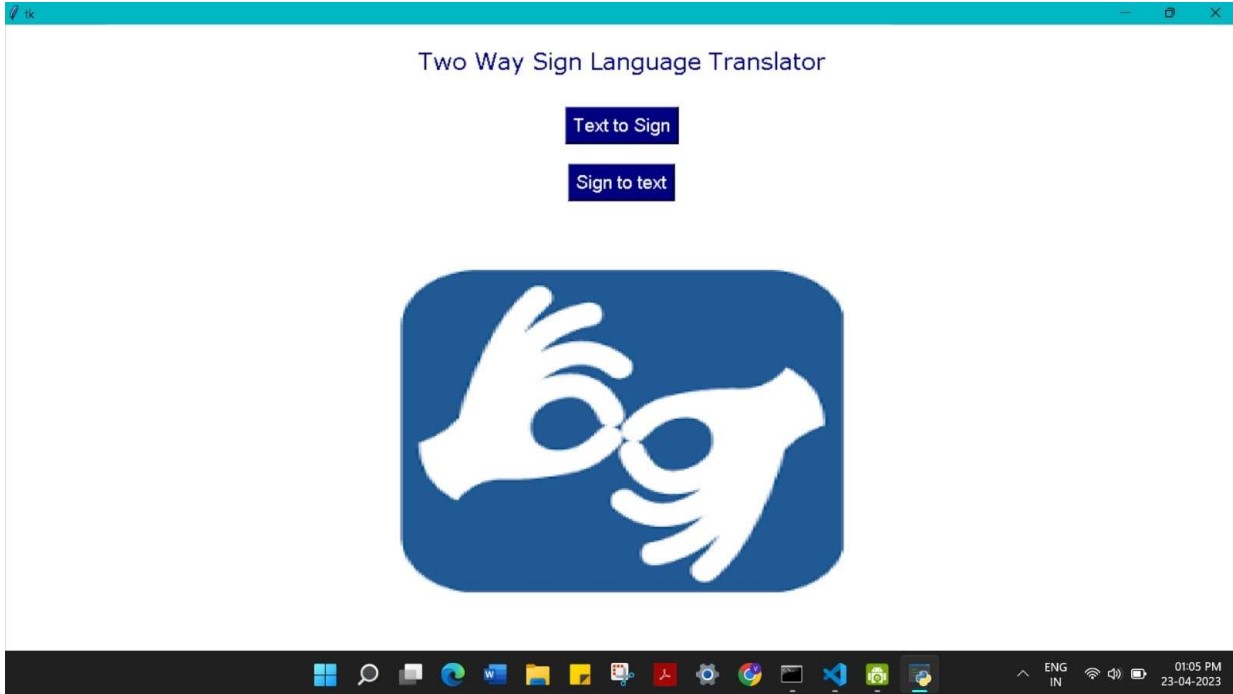 tk
Two Way Sign Language Translator
Text to Sign
Sign to text
ENG
IN
01:05 PM
23-04-2023